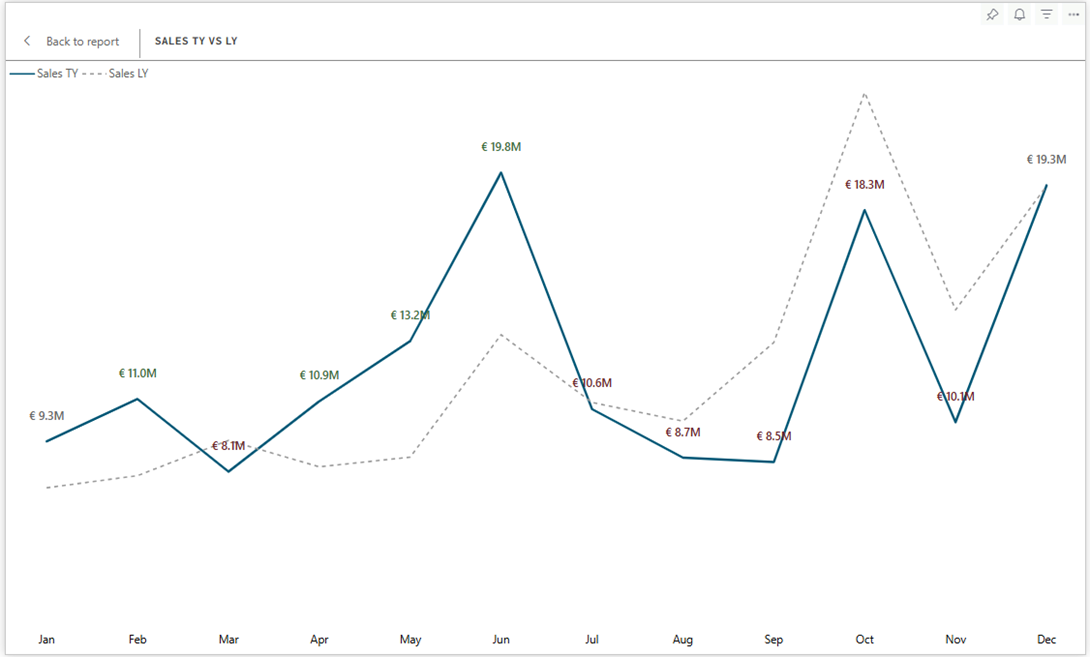 Back to report
SALES TY VS LY
Sales TY
Sales LY
€ 9.3M
€ 11.0M
€ 8.1M
€ 10.9M
€ 13.2M
€ 19.8M
€ 10.6M
€ 8.7M
€ 8.5M
€ 18.3M
€ 10.1M
€ 19.3M
Jan Feb Mar Apr May Jun Jul Aug Sep Oct Nov Dec